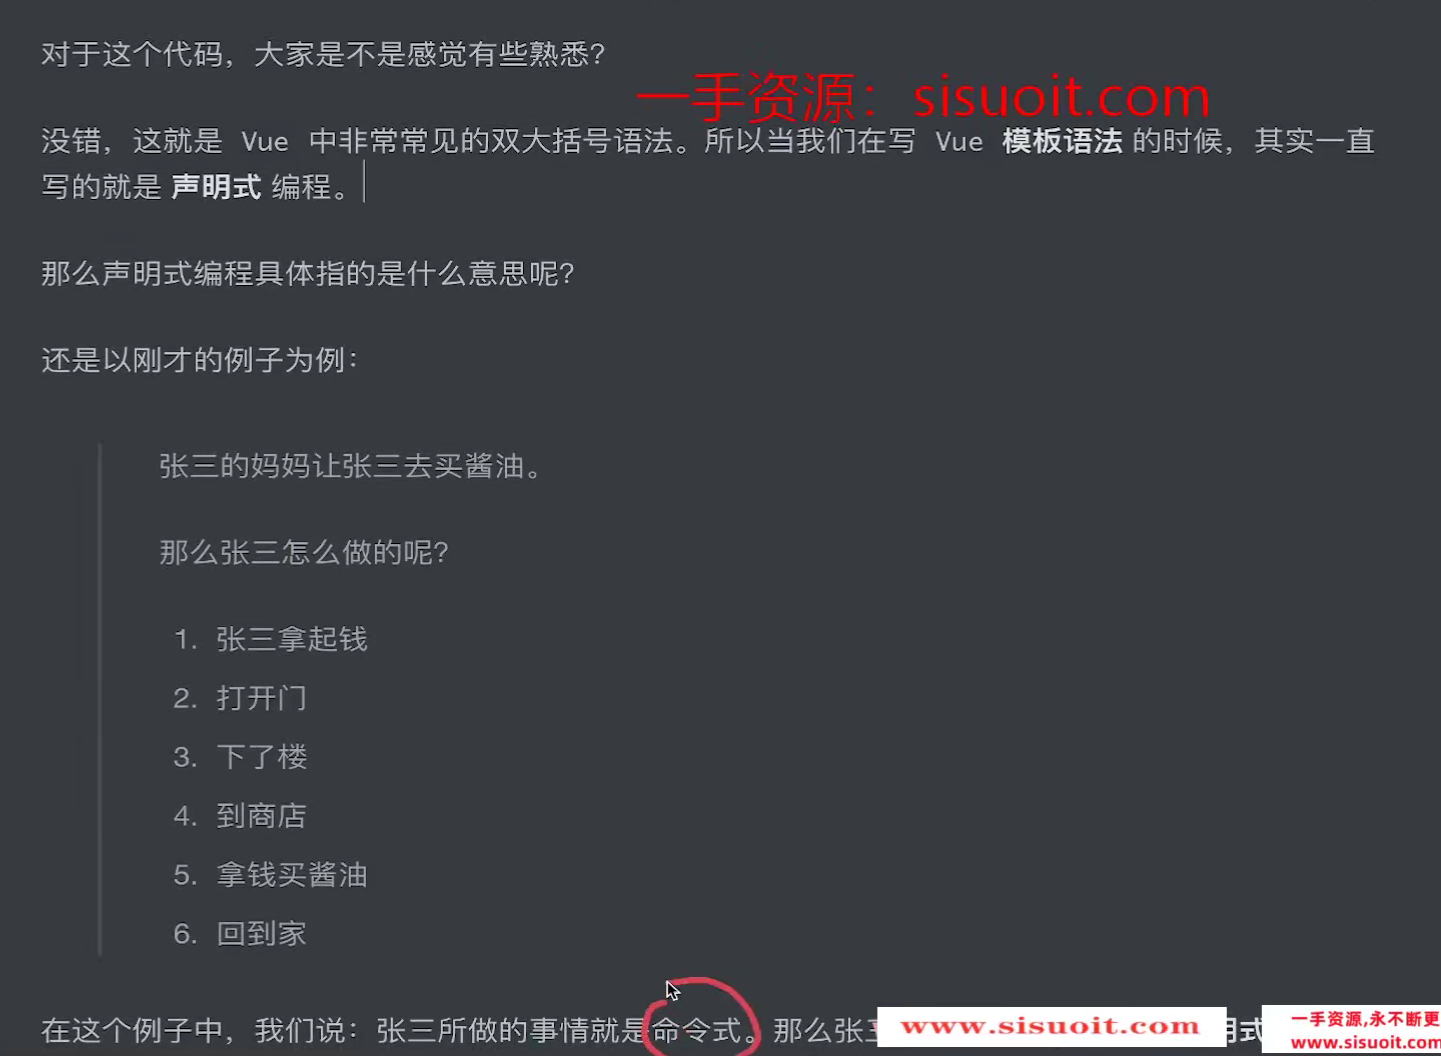 对于这个代码，大家是不是感觉有些熟悉？
一手资源：sisuoit.com
没错，这就是 Vue 中非常常见的双大括号语法。所以当我们在写 Vue 模板语法 的时候，其实一直
写的就是 声明式 编程。
那么声明式编程具体指的是什么意思呢？
还是以刚才的例子为例：
张三的妈妈让张三去买酱油。
那么张三怎么做的呢？
1. 张三拿起钱
2. 打开门
3. 下了楼
4. 到商店
5. 拿钱买酱油
6. 回到家
在这个例子中，我们说：张三所做的事情就是命令式。那么张 明式
www.sisuoit.com
一手资源,永不断更
www.sisuoit.com